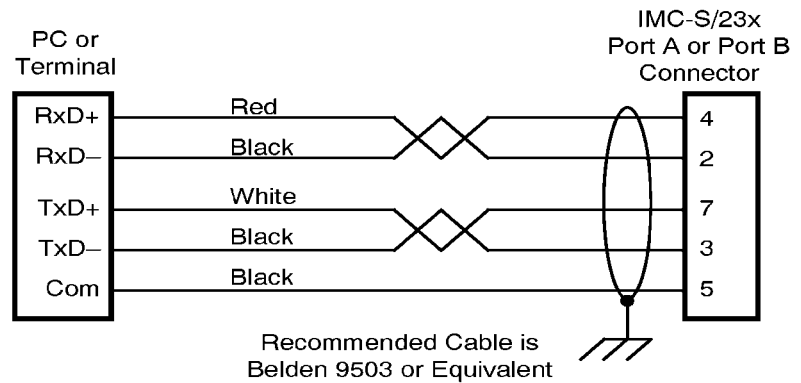 IMC-S/23x
PC or
Port A or Port B
Terminal
Connector
RxD+
Red
4
RxD–
Black
2
TxD+
White
7
TxD–
Black
3
Com
Black
5
Recommended Cable is
Belden 9503 or Equivalent